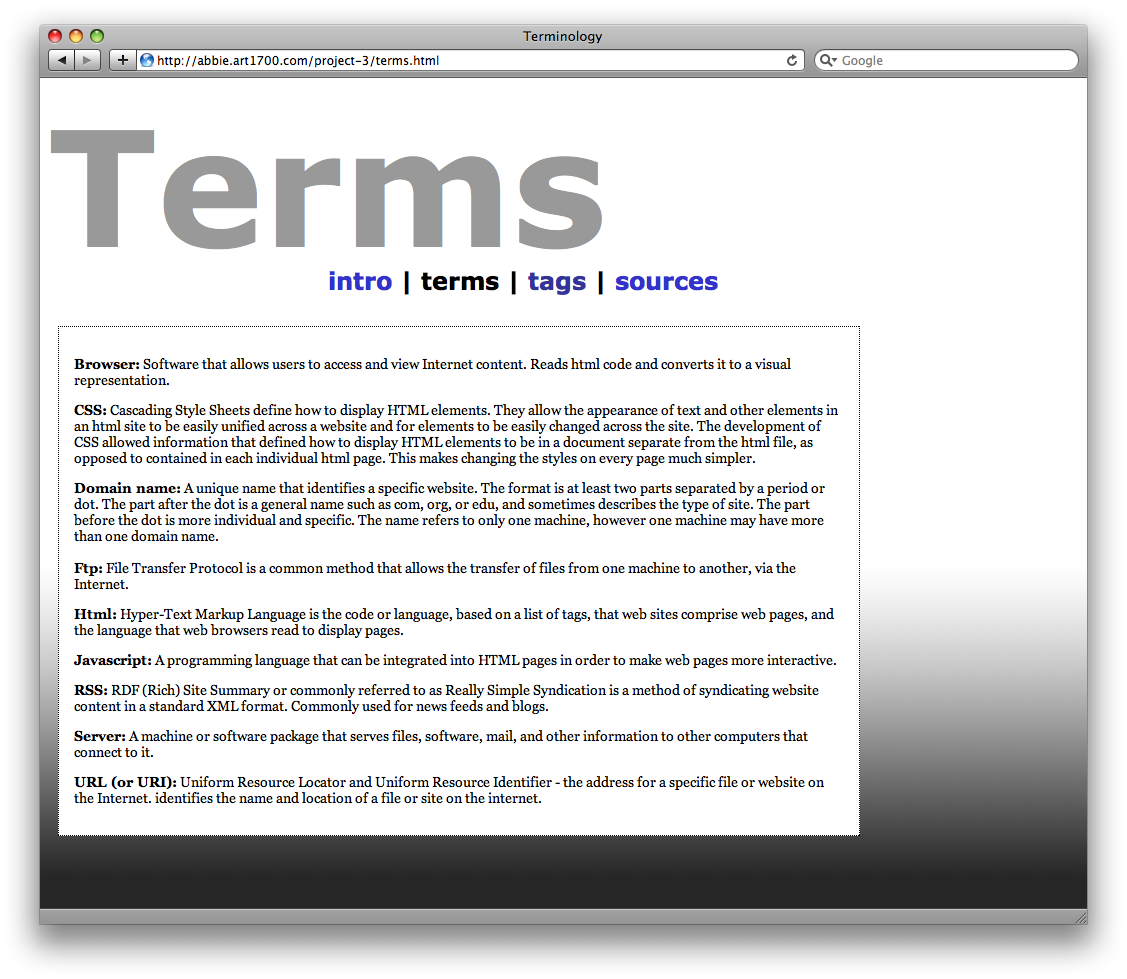 Terminology
http://abbie.art1700.com/project-3/terms.html
Google
Terms
intro | terms | tags | sources
Browser: Software that allows users to access and view Internet content. Reads html code and converts it to a visual
representation.
CSS: Cascading Style Sheets define how to display HTML elements. They allow the appearance of text and other elements in
an html site to be easily unified across a website and for elements to be easily changed across the site. The development of
CSS allowed information that defined how to display HTML elements to be in a document separate from the html file, as
opposed to contained in each individual html page. This makes changing the styles on every page much simpler.
Domain name: A unique name that identifies a specific website. The format is at least two parts separated by a period or
dot. The part after the dot is a general name such as com, org, or edu, and sometimes describes the type of site. The part
before the dot is more individual and specific. The name refers to only one machine, however one machine may have more
than one domain name.
Ftp: File Transfer Protocol is a common method that allows the transfer of files from one machine to another, via the
Internet.
Html: Hyper-Text Markup Language is the code or language, based on a list of tags, that web sites comprise web pages, and
the language that web browsers read to display pages.
Javascript: A programming language that can be integrated into HTML pages in order to make web pages more interactive.
RSS: RDF (Rich) Site Summary or commonly referred to as Really Simple Syndication is a method of syndicating website
content in a standard XML format. Commonly used for news feeds and blogs.
Server: A machine or software package that serves files, software, mail, and other information to other computers that
connect to it.
URL (or URI): Uniform Resource Locator and Uniform Resource Identifier - the address for a specific file or website on
the Internet. identifies the name and location of a file or site on the internet.